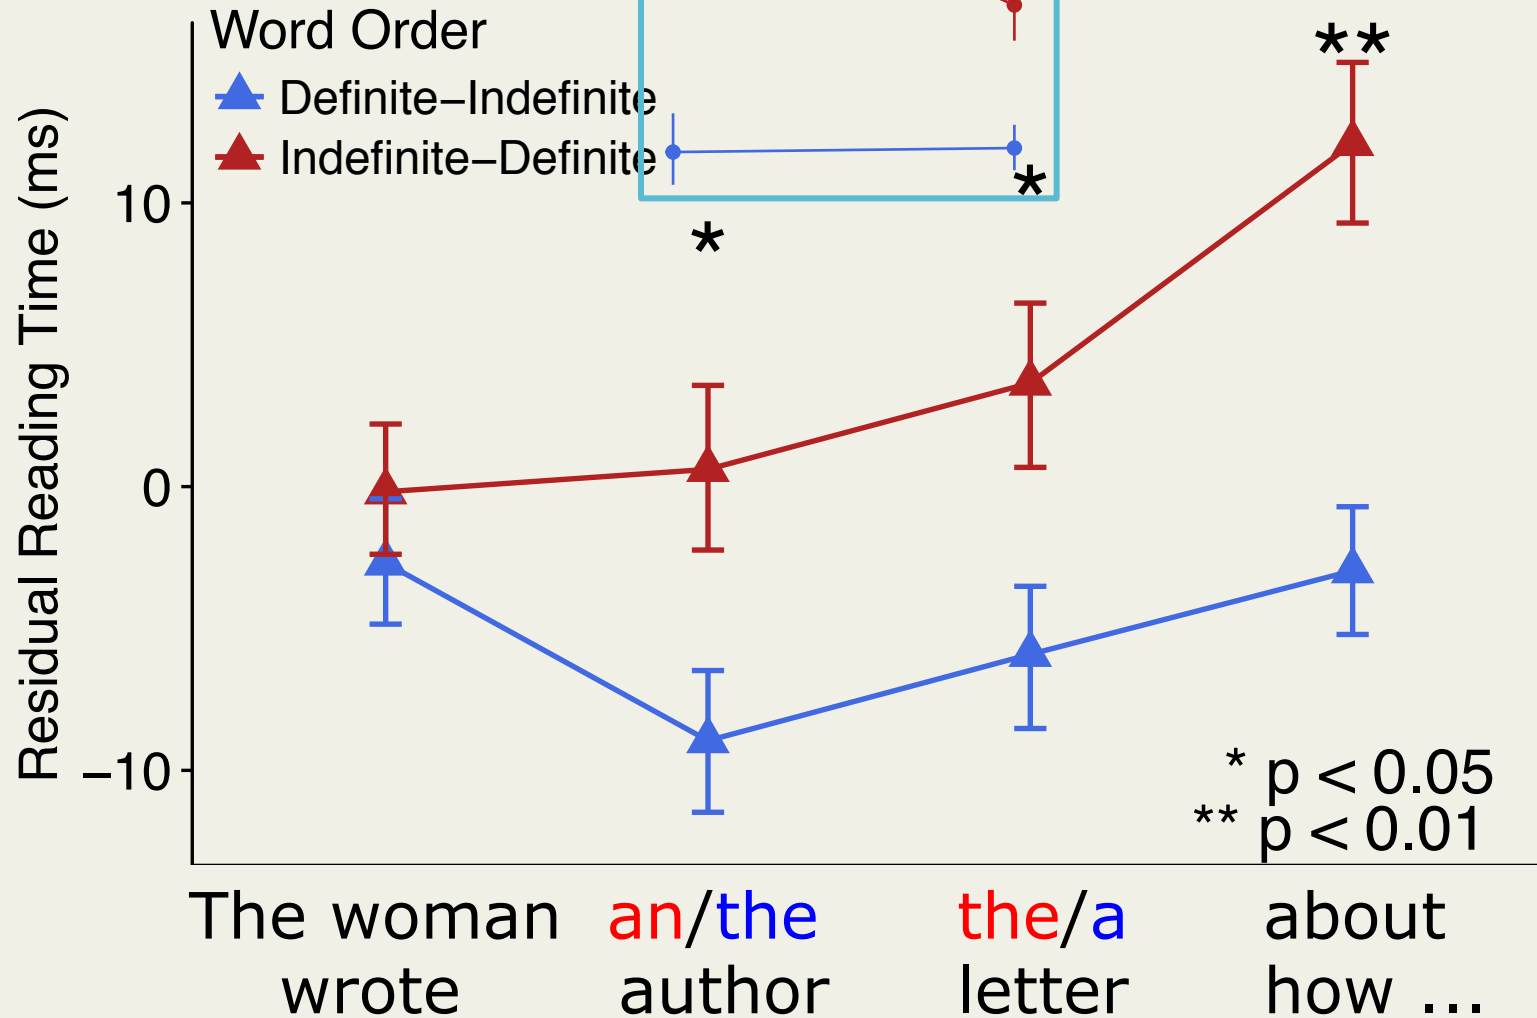 Word Order
Definite–Indefinite
Indefinite–Definite
Residual Reading Time (ms)
10
0
−10
*
*
**
* p < 0.05
** p < 0.01
The woman wrote
an/the author
the/a letter
about how ...